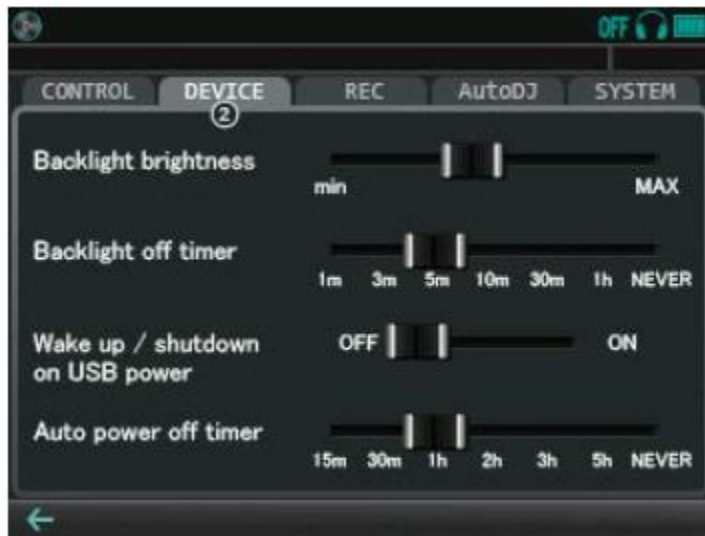 OFF
CONTROL DEVICE REC AutoDJ SYSTEM
2
Backlight brightness
min MAX
Backlight off timer
1m 3m 5m 10m 30m 1h NEVER
Wake up / shutdown OFF ON
on USB power
Auto power off timer
15m 30m 1h 2h 3h 5h NEVER